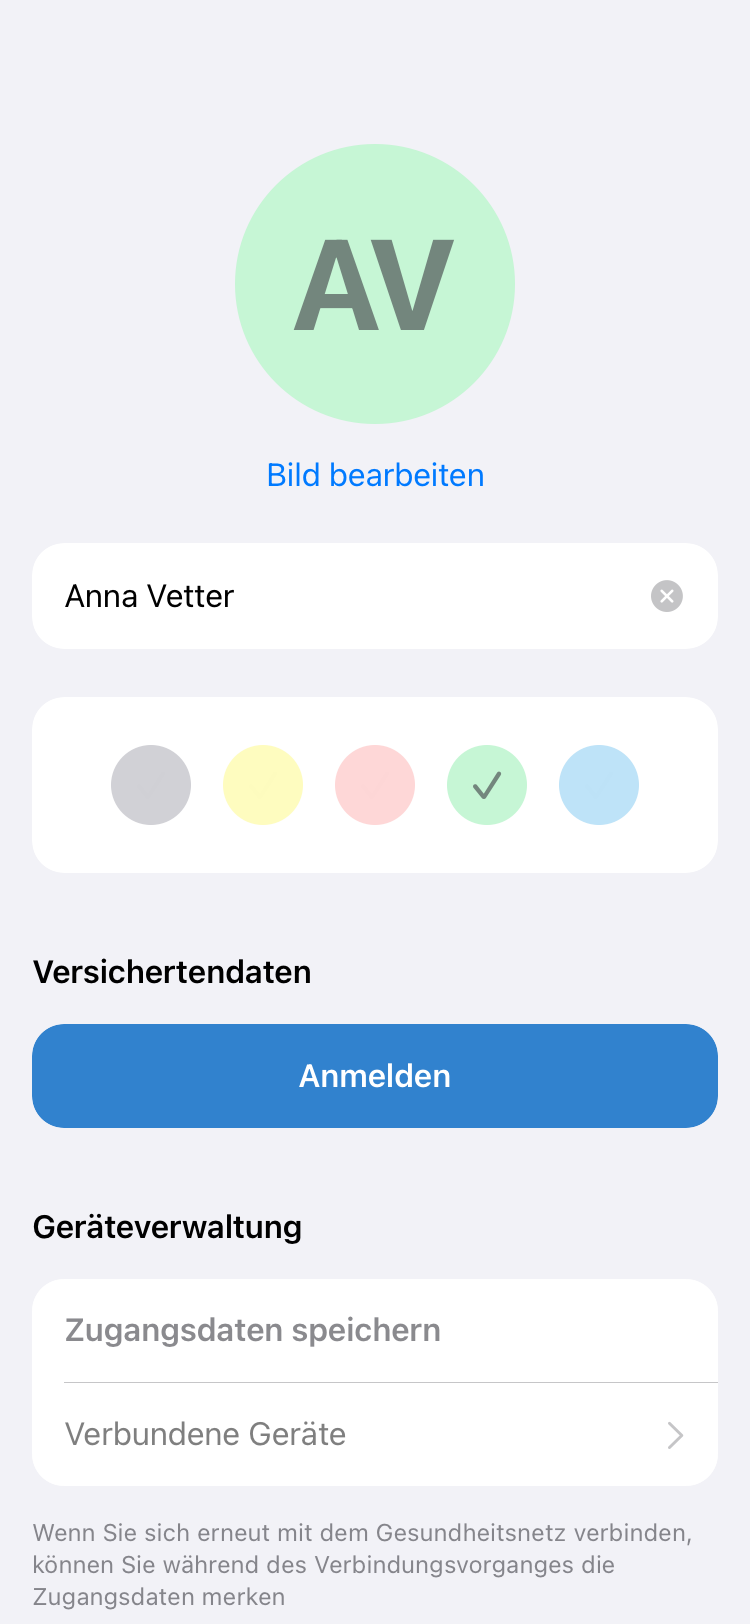 AV
Bild bearbeiten
Anna Vetter
Versichertendaten
Anmelden
Geräteverwaltung
Zugangsdaten speichern
Verbundene Geräte
Wenn Sie sich erneut mit dem Gesundheitsnetz verbinden,
können Sie während des Verbindungsvorganges die
Zugangsdaten merken